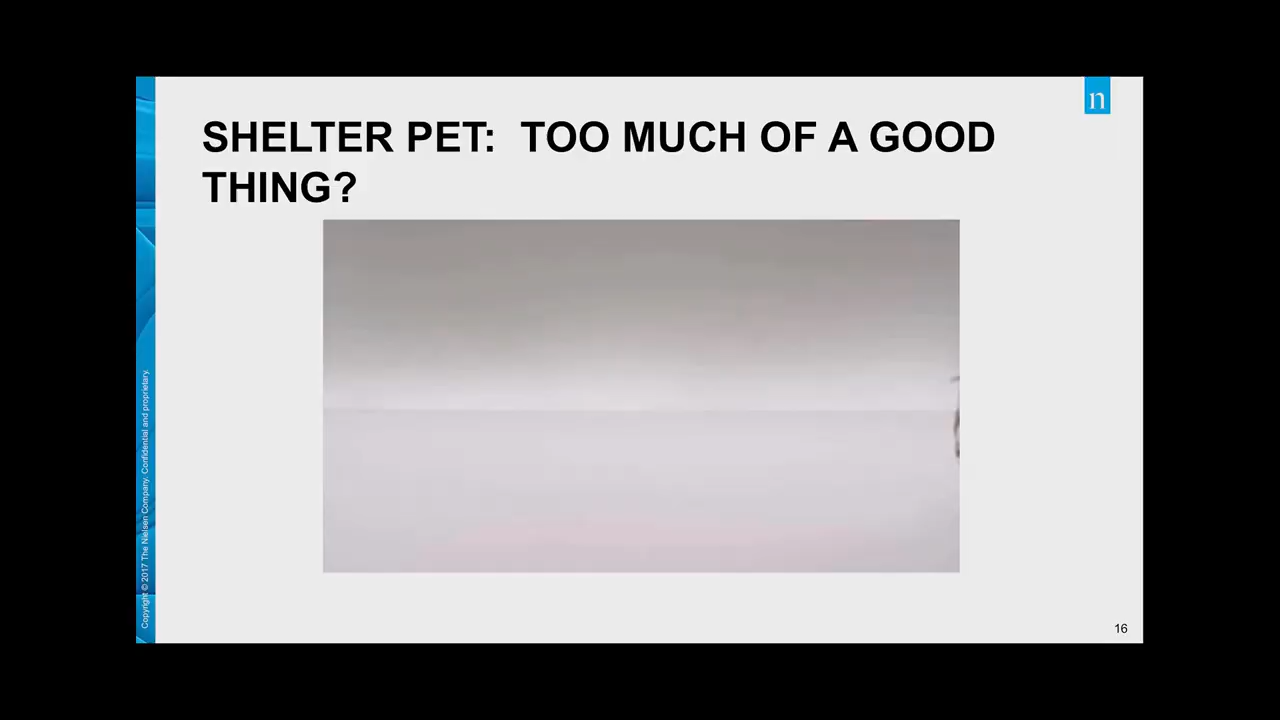 n
SHELTER PET: TOO MUCH OF A GOOD
THING?
Copyright © 2017 The Nielsen Company. Confidential and proprietary.
16